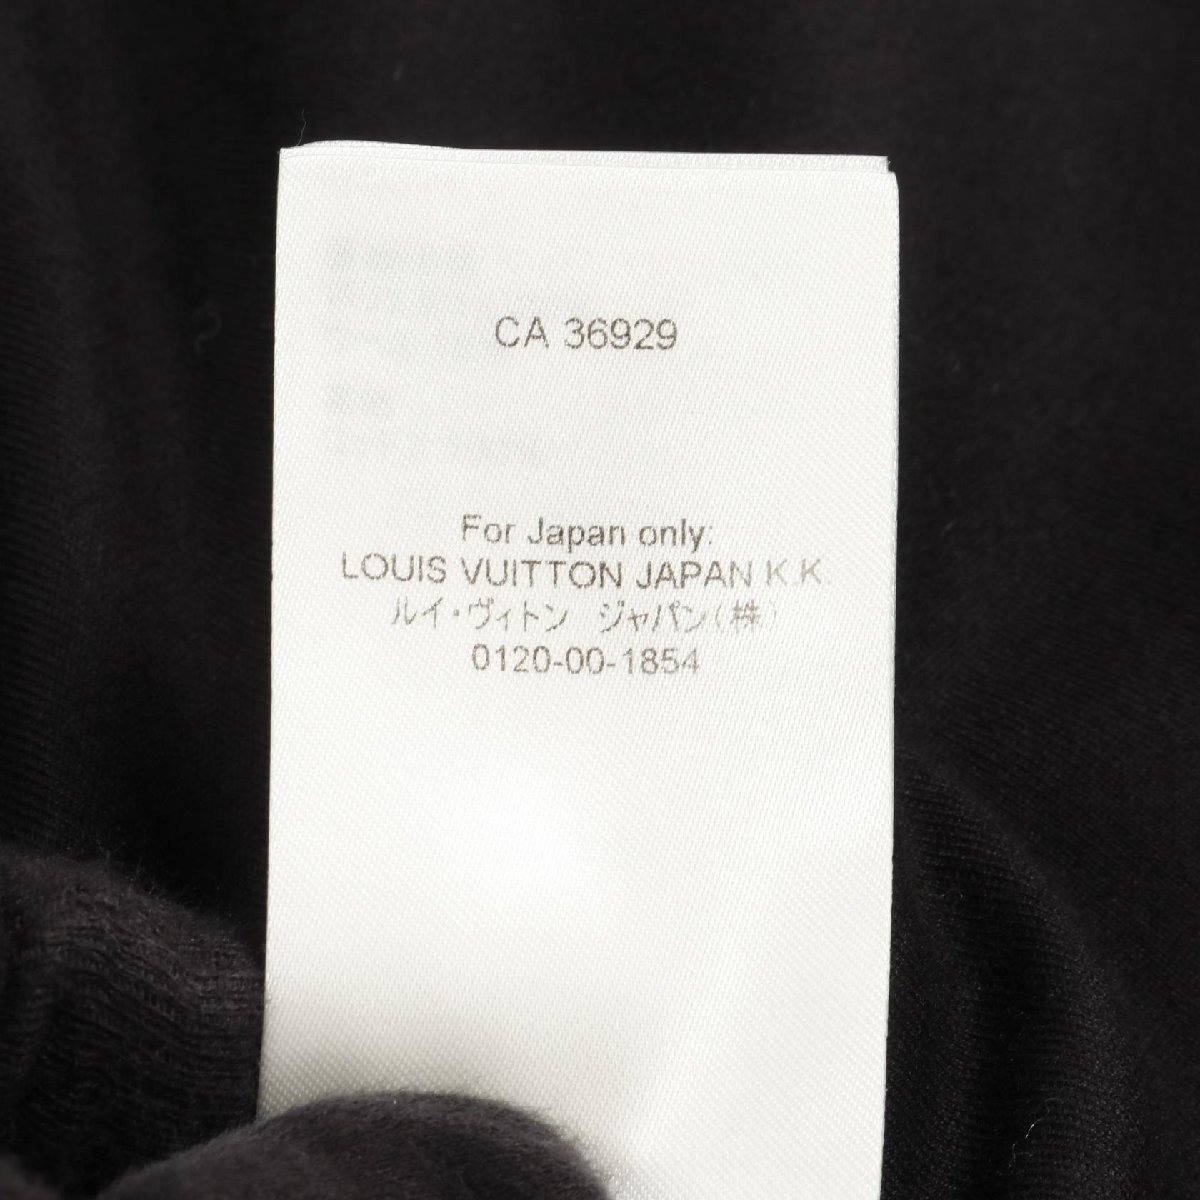 CA 36929
For Japan only:
LOUIS VUITTON JAPAN K.K.
ルイ・ヴィトン ジャパン(株)
0120-00-1854